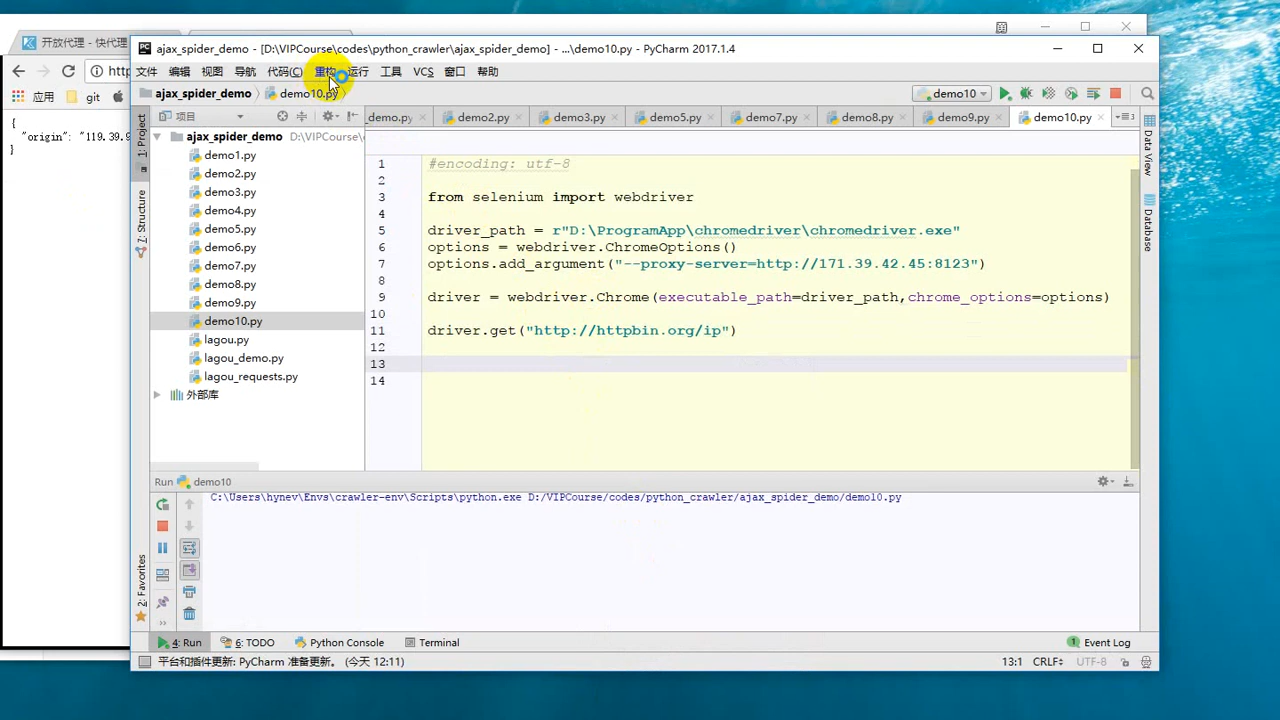 开放代理 - 快代理
http
应用
git
{
"origin": "119.39.9
}
ajax_spider_demo - [D:\VIPCourse\codes\python_crawler\ajax_spider_demo] - ...\demo10.py - PyCharm 2017.1.4
文件 编辑 视图 导航 代码(C) 重构 运行 工具 VCS 窗口 帮助
ajax_spider_demo demo10.py
demo10
项目
_demo.py demo2.py demo3.py demo5.py demo7.py demo8.py demo9.py demo10.py
1: Project
7: Structure
2: Favorites
Data View
Database
ajax_spider_demo D:\VIPCourse\
demo1.py
demo2.py
demo3.py
demo4.py
demo5.py
demo6.py
demo7.py
demo8.py
demo9.py
demo10.py
lagou.py
lagou_demo.py
lagou_requests.py
外部库
1 #encoding: utf-8
2
3 from selenium import webdriver
4
5 driver_path = r"D:\ProgramApp\chromedriver\chromedriver.exe"
6 options = webdriver.ChromeOptions()
7 options.add_argument("--proxy-server=http://171.39.42.45:8123")
8
9 driver = webdriver.Chrome(executable_path=driver_path,chrome_options=options)
10
11 driver.get("http://httpbin.org/ip")
12
13
14
Run demo10
C:\Users\hynev\Envs\crawler-env\Scripts\python.exe D:/VIPCourse/codes/python_crawler/ajax_spider_demo/demo10.py
4: Run 6: TODO Python Console Terminal 1 Event Log
平台和插件更新: PyCharm 准备更新。 (今天 12:11) 13:1 CRLF UTF-8